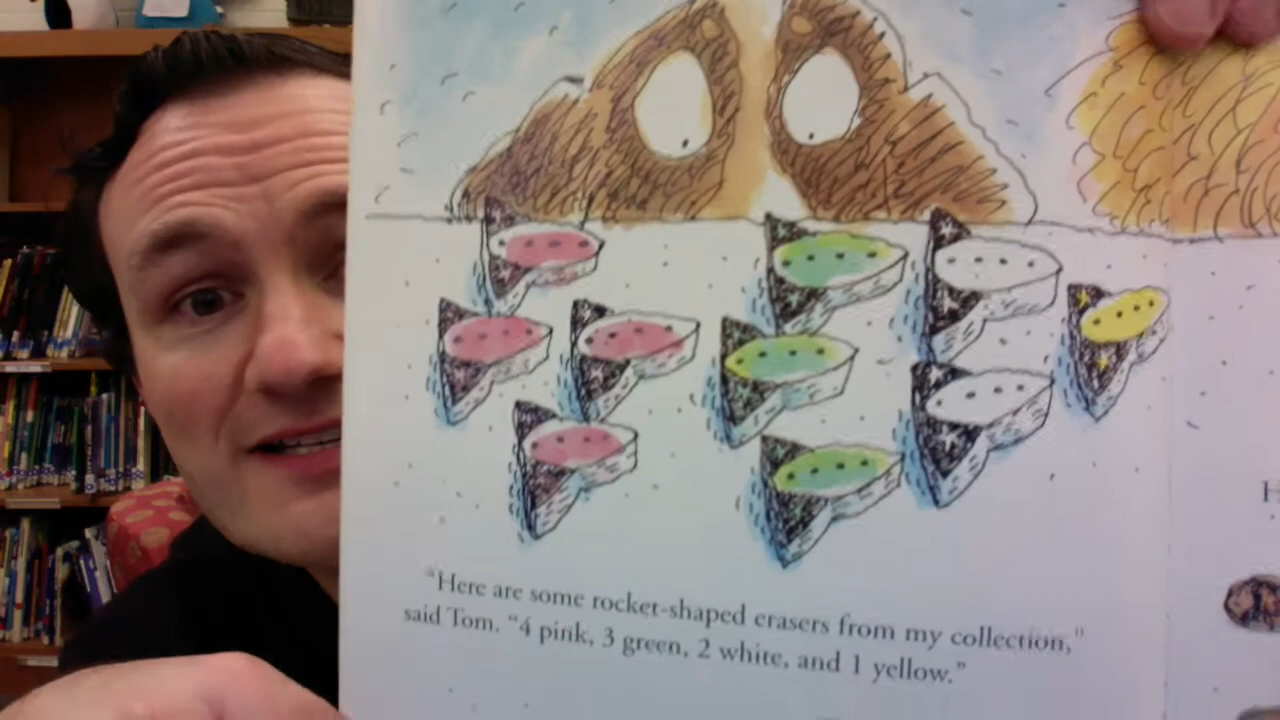 "Here are some rocket-shaped erasers from my collection,"
said Tom. "4 pink, 3 green, 2 white, and 1 yellow."
H